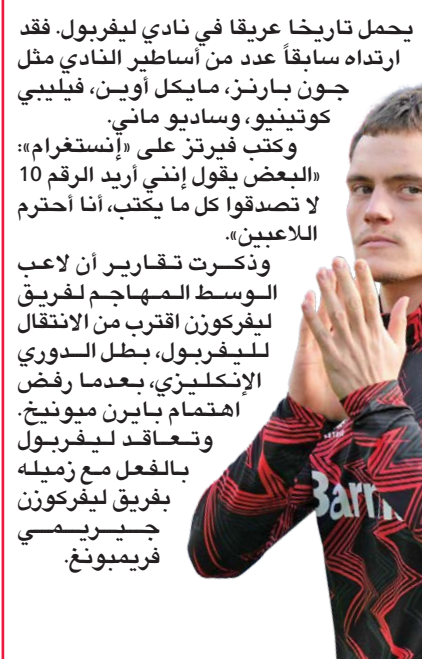 يحمل تاريخا عريقا في نادي ليفربول. فقد
ارتداه سابقاً عدد من أساطير النادي مثل
جون بارنز، مايكل أوين، فيليبي
كوتينيو، وساديو ماني.
وكتب فيرتز على «إنستغرام»:
«البعض يقول إنني أريد الرقم 10
لا تصدقوا كل ما يكتب، أنا أحترم
اللاعبين».
وذكرت تقارير أن لاعب
الوسط المهاجم لفريق
ليفركوزن اقترب من الانتقال
لليفربول، بطل الدوري
الإنكليزي، بعدما رفض
اهتمام بايرن ميونيخ.
وتعاقد ليفربول
بالفعل مع زميله
بفريق ليفركوزن
جيريمي
فريمبونغ.